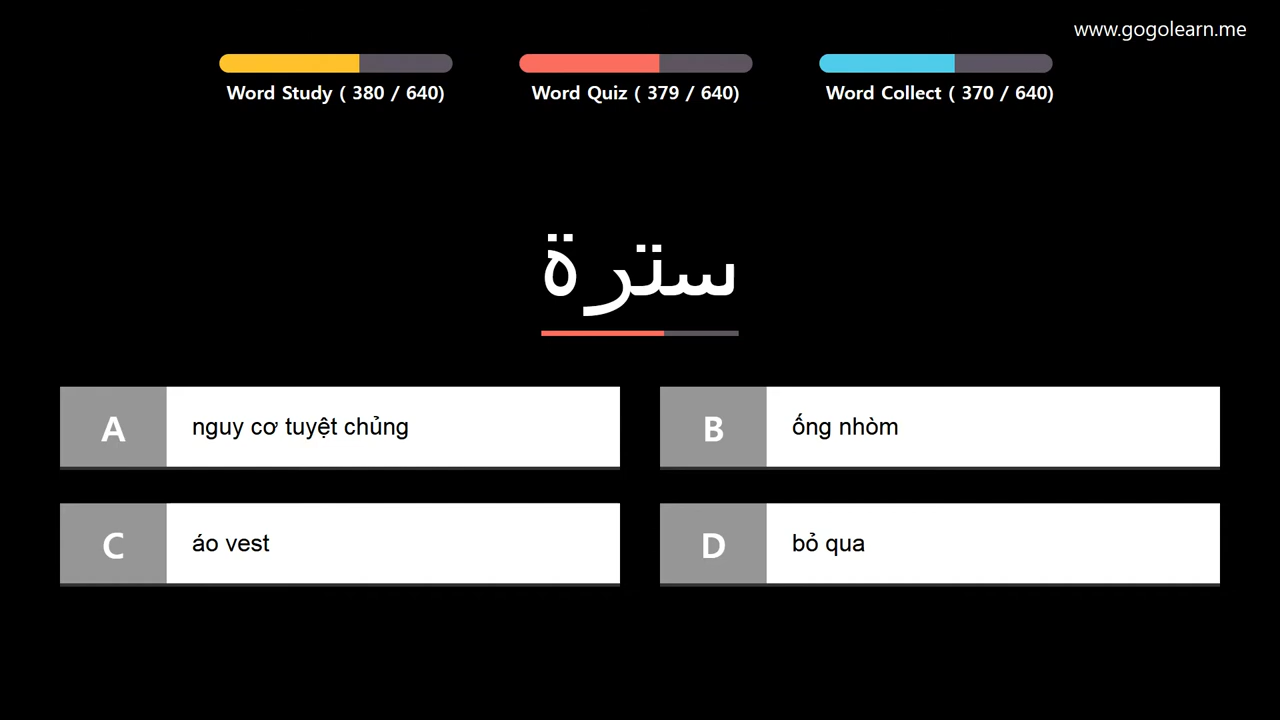 www.gogolearn.me
Word Study ( 380 / 640)
Word Quiz ( 379 / 640)
Word Collect ( 370 / 640)
سترة
A
nguy cơ tuyệt chủng
B
ống nhòm
C
áo vest
D
bỏ qua